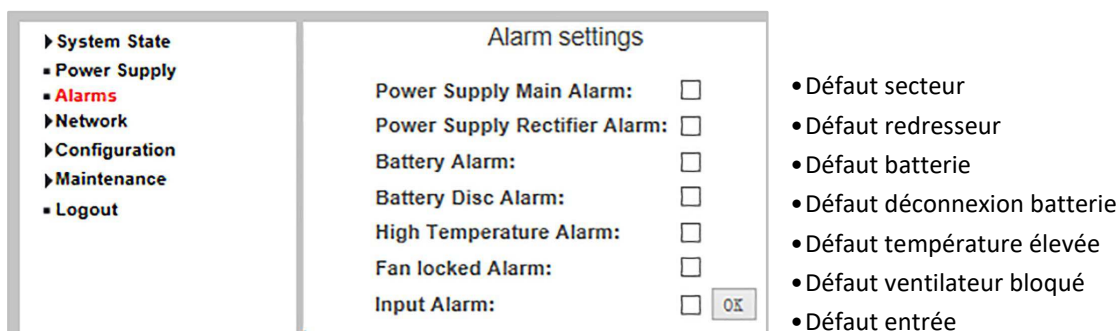 System State
Power Supply
Alarms
Network
Configuration
Maintenance
Logout
Alarm settings
Power Supply Main Alarm:
Power Supply Rectifier Alarm:
Battery Alarm:
Battery Disc Alarm:
High Temperature Alarm:
Fan locked Alarm:
Input Alarm: OK
•Défaut secteur
•Défaut redresseur
•Défaut batterie
•Défaut déconnexion batterie
•Défaut température élevée
•Défaut ventilateur bloqué
•Défaut entrée